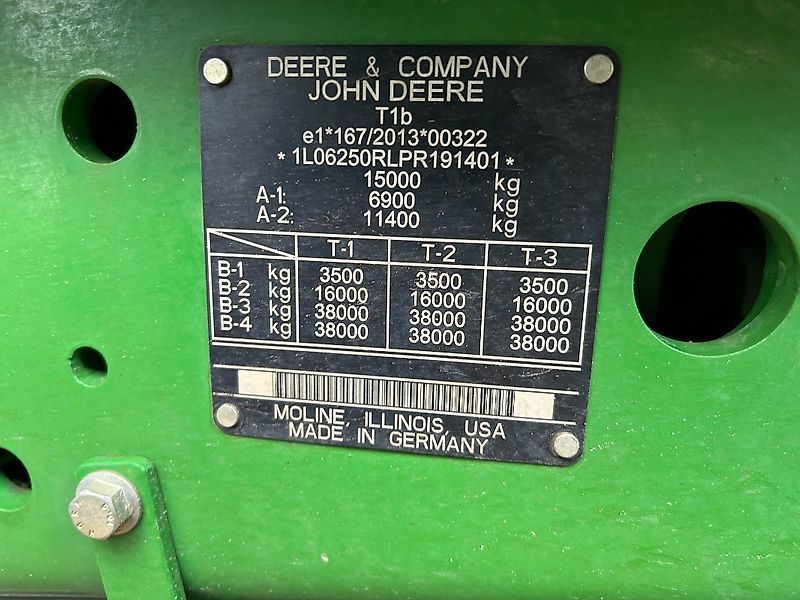 DEERE & COMPANY
JOHN DEERE
T1b
e1*167/2013*00322
*1L06250RLPR191401*
15000 kg
A-1: 6900 kg
A-2: 11400 kg
T-1 T-2 T-3
B-1 kg 3500 3500 3500
B-2 kg 16000 16000 16000
B-3 kg 38000 38000 38000
B-4 kg 38000 38000 38000
MOLINE, ILLINOIS, USA
MADE IN GERMANY